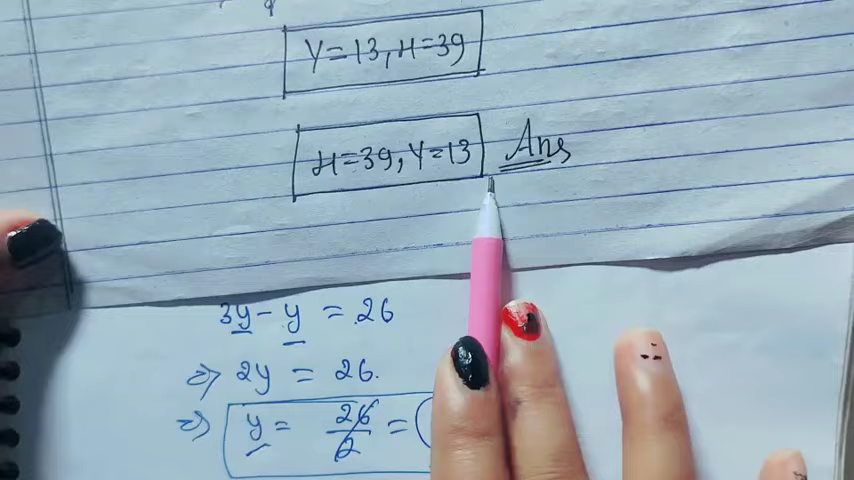 Y=13, H=39
H=39, Y=13 Ans
3y - y = 26
⇒ 2y = 26.
⇒ y = 26/2 =